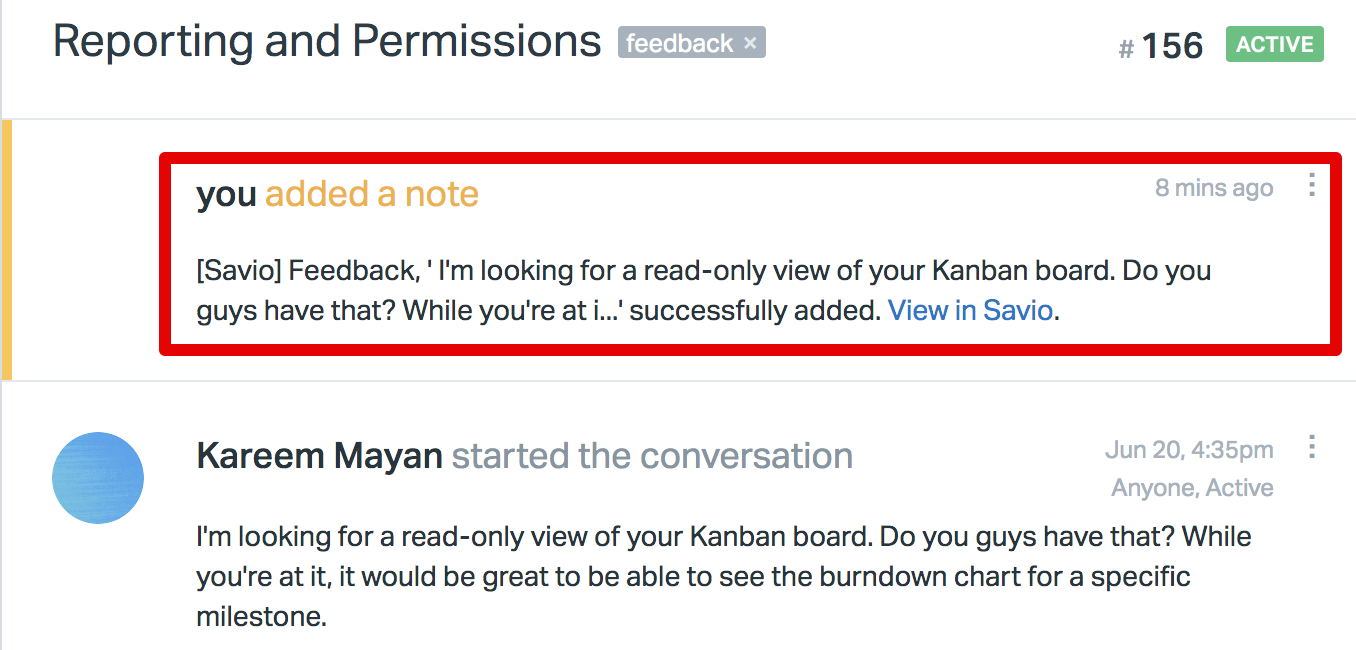 Reporting and Permissions feedback × # 156 ACTIVE
you added a note 8 mins ago
[Savio] Feedback, ' I'm looking for a read-only view of your Kanban board. Do you
guys have that? While you're at i...' successfully added. View in Savio.
Kareem Mayan started the conversation Jun 20, 4:35pm
Anyone, Active
I'm looking for a read-only view of your Kanban board. Do you guys have that? While
you're at it, it would be great to be able to see the burndown chart for a specific
milestone.